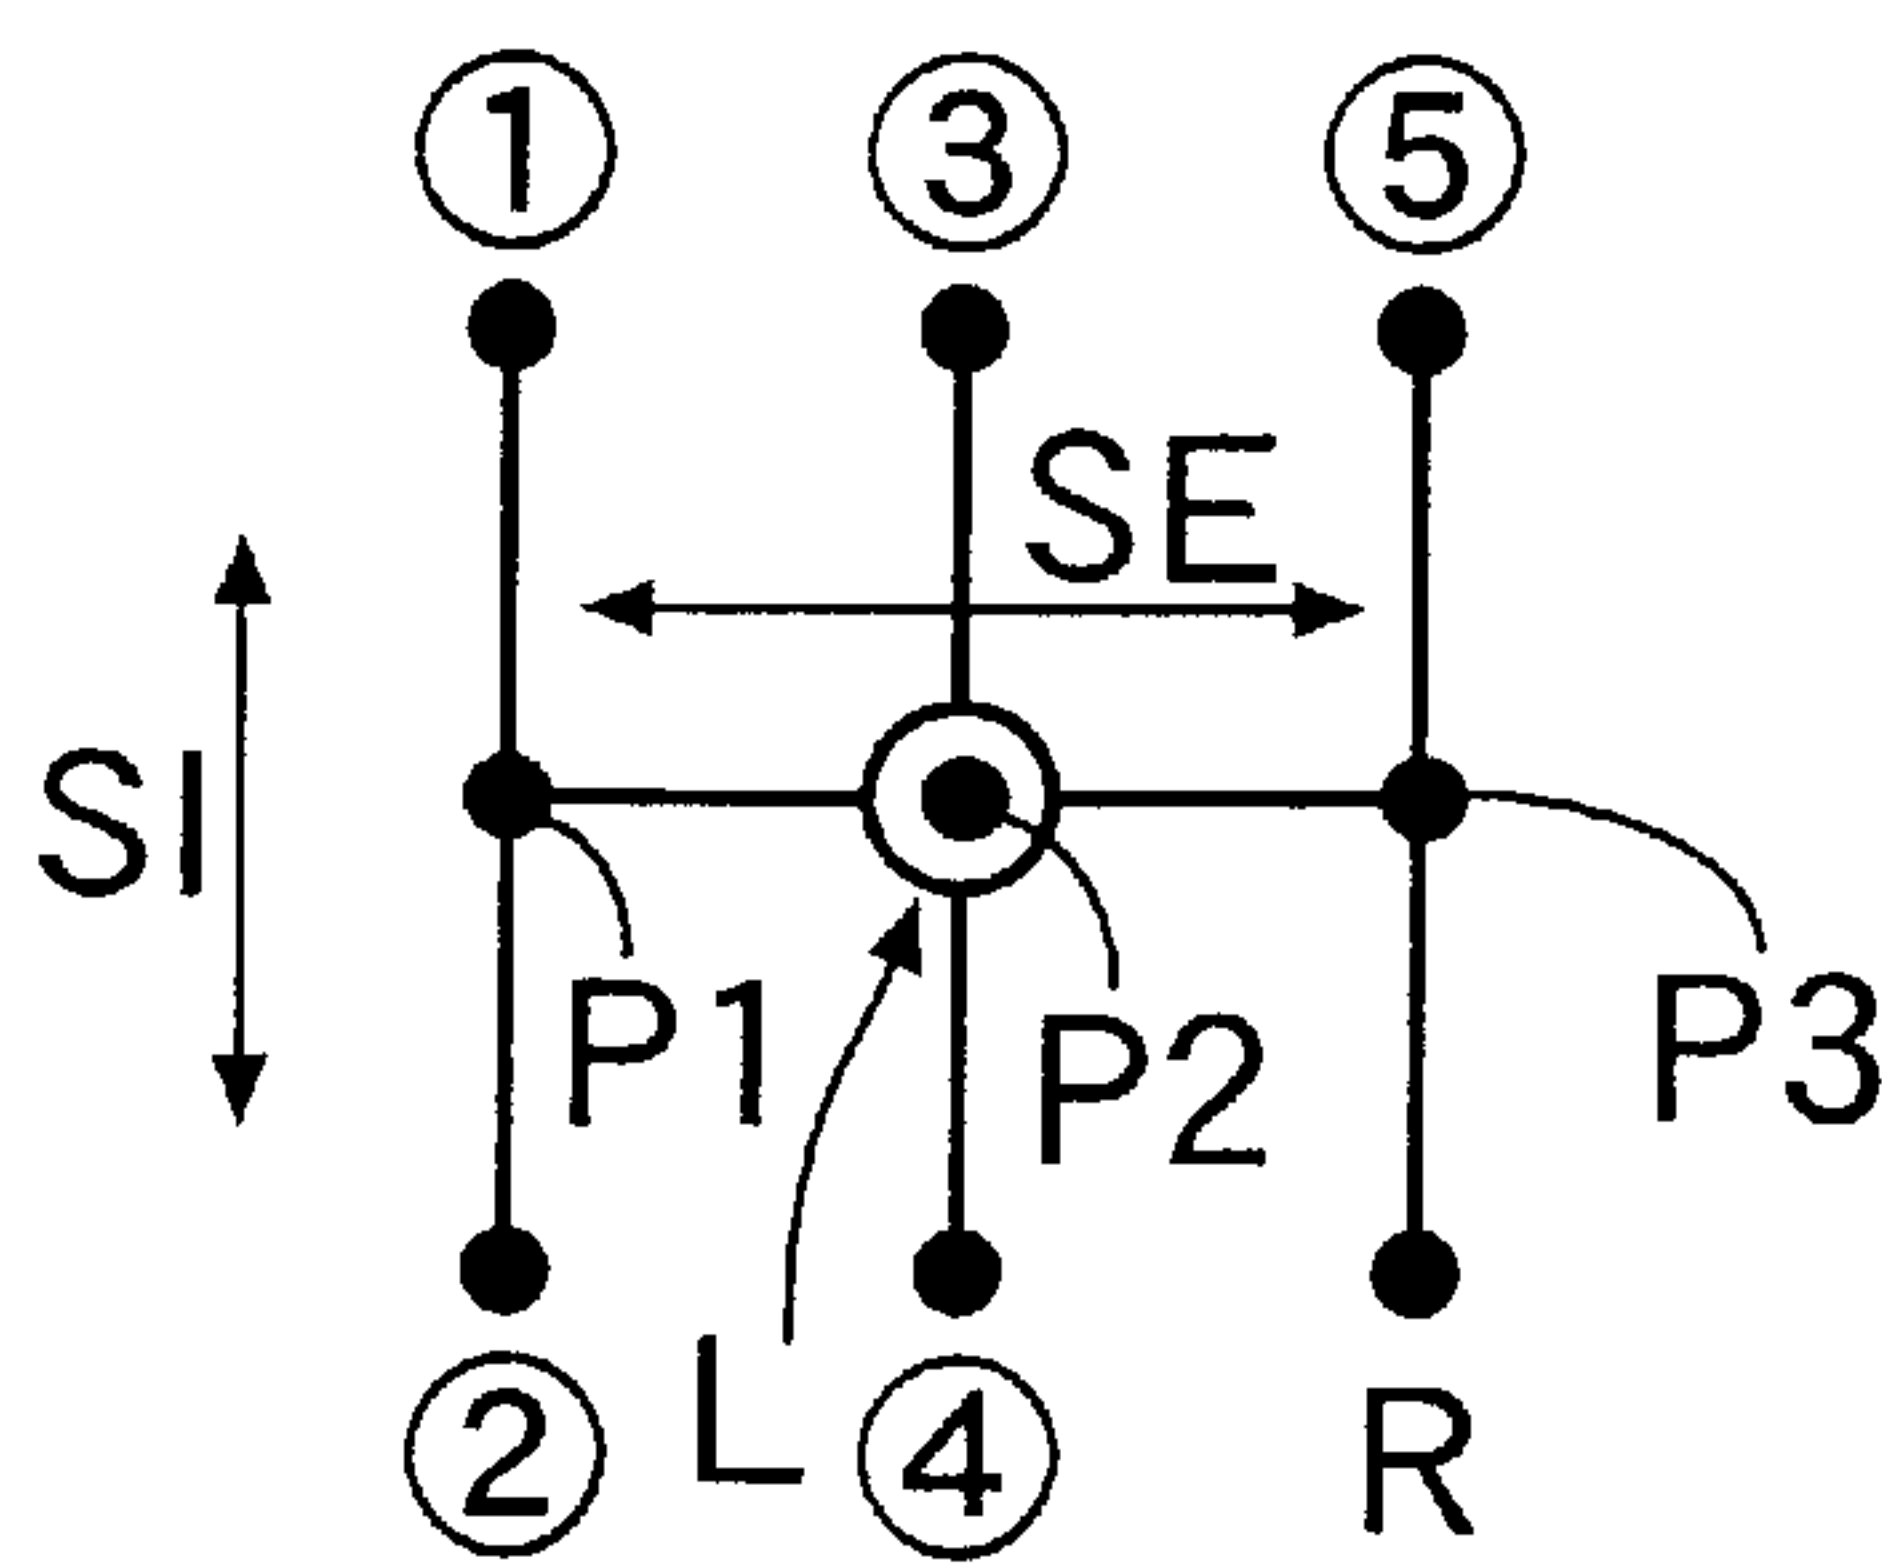 ① ③ ⑤
SE
SI
P1 P2 P3
L
② ④ R